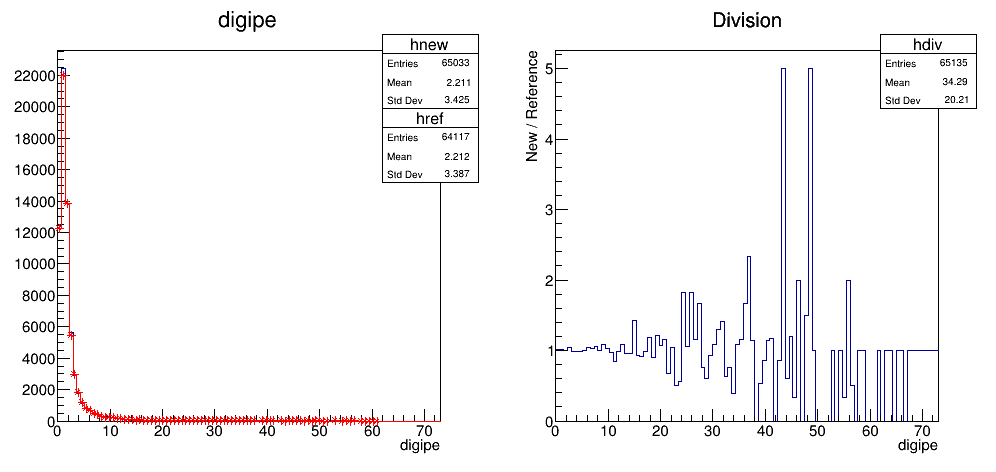 digipe
hnew
Entries 65033
Mean 2.211
Std Dev 3.425
href
Entries 64117
Mean 2.212
Std Dev 3.387
22000
20000
18000
16000
14000
12000
10000
8000
6000
4000
2000
0
0 10 20 30 40 50 60 70
digipe
Division
hdiv
Entries 65135
Mean 34.29
Std Dev 20.21
New / Reference
5
4
3
2
1
0
0 10 20 30 40 50 60 70
digipe